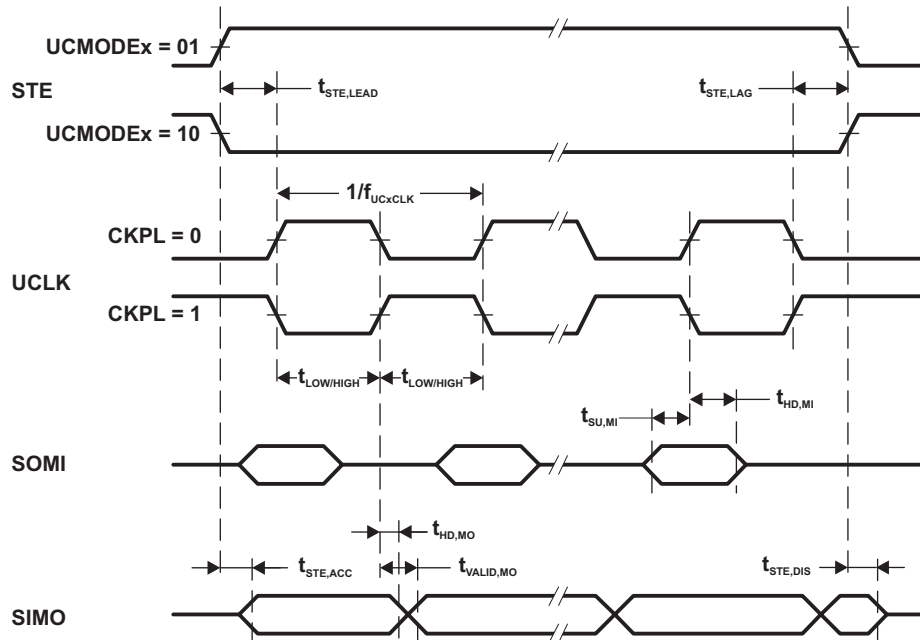 UCMODEx = 01
STE
t_STE,LEAD
t_STE,LAG
UCMODEx = 10
1/f_UCxCLK
CKPL = 0
UCLK
CKPL = 1
t_LOW/HIGH t_LOW/HIGH
t_SU,MI
t_HD,MI
SOMI
t_HD,MO
t_STE,ACC
t_VALID,MO
t_STE,DIS
SIMO